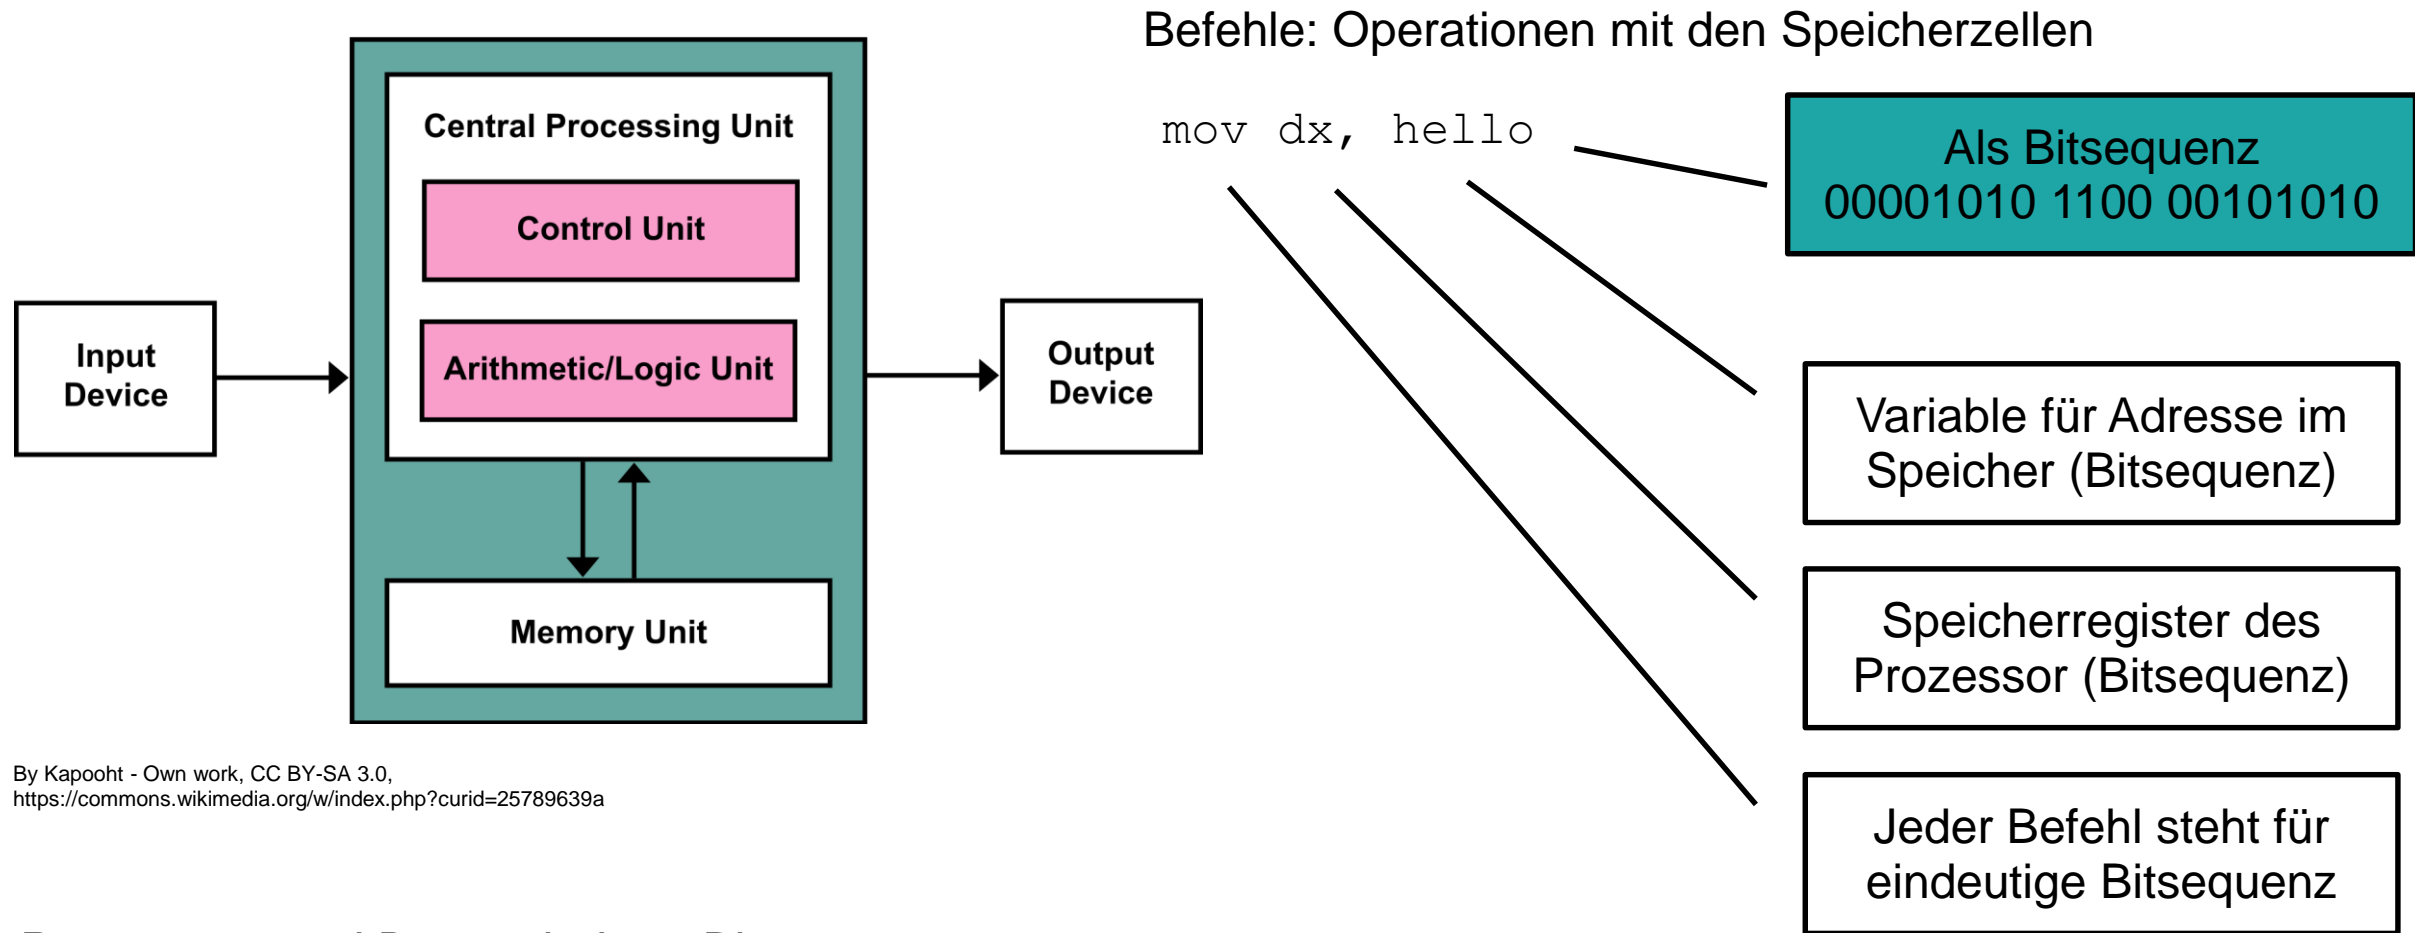 Befehle: Operationen mit den Speicherzellen
Central Processing Unit
Control Unit
Arithmetic/Logic Unit
Input
Device
Output
Device
Memory Unit
By Kapooht - Own work, CC BY-SA 3.0,
https://commons.wikimedia.org/w/index.php?curid=25789639a
mov dx, hello
Als Bitsequenz
00001010 1100 00101010
Variable für Adresse im
Speicher (Bitsequenz)
Speicherregister des
Prozessor (Bitsequenz)
Jeder Befehl steht für
eindeutige Bitsequenz